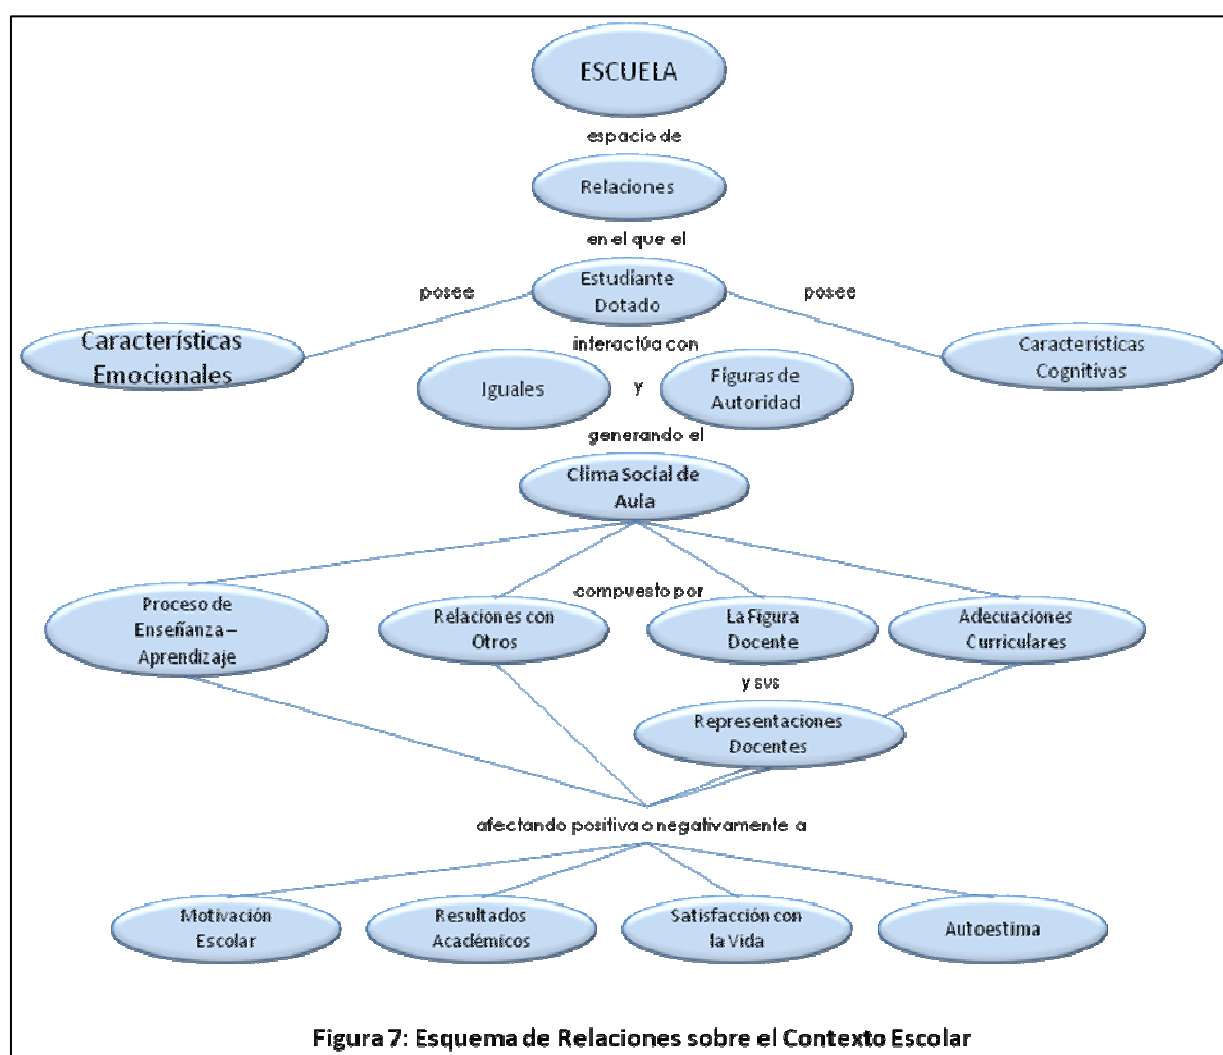 ESCUELA
espacio de
Relaciones
en el que el
Estudiante
Dotado
posee
posee
Características
Emocionales
Características
Cognitivas
interactúa con
Iguales
y
Figuras de
Autoridad
generando el
Clima Social de
Aula
compuesto por
Proceso de
Enseñanza –
Aprendizaje
Relaciones con
Otros
La Figura
Docente
Adecuaciones
Curriculares
y sus
Representaciones
Docentes
afectando positiva o negativamente a
Motivación
Escolar
Resultados
Académicos
Satisfacción con
la Vida
Autoestima
Figura 7: Esquema de Relaciones sobre el Contexto Escolar